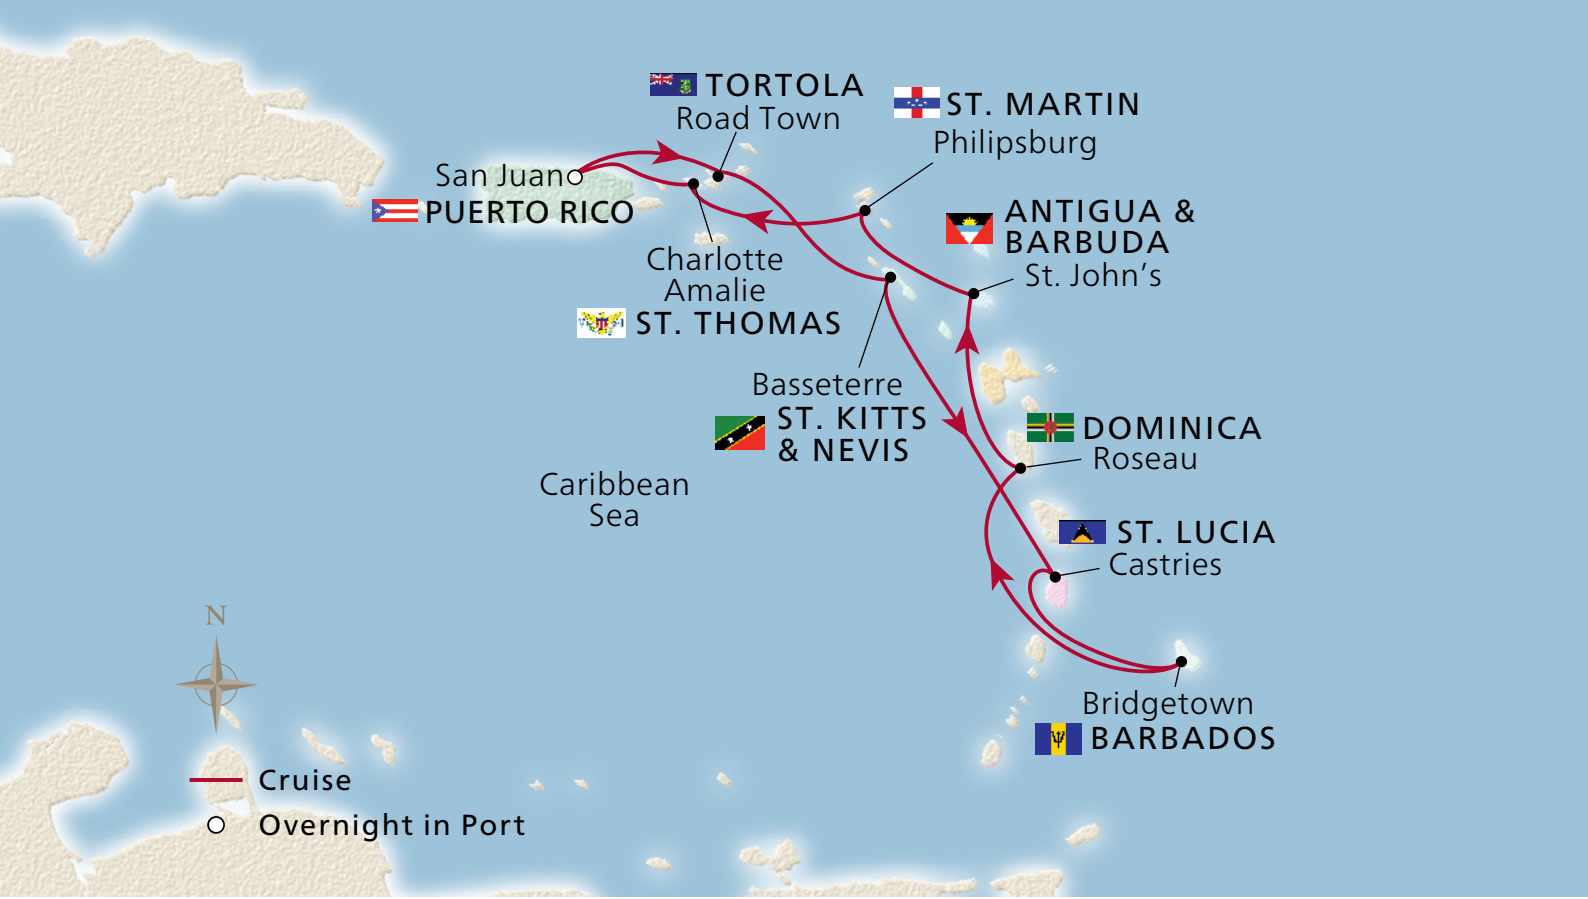 TORTOLA
Road Town
ST. MARTIN
Philipsburg
San Juan
PUERTO RICO
ANTIGUA &
BARBUDA
St. John's
Charlotte
Amalie
ST. THOMAS
Basseterre
ST. KITTS
& NEVIS
DOMINICA
Roseau
Caribbean
Sea
ST. LUCIA
Castries
N
Bridgetown
BARBADOS
Cruise
Overnight in Port